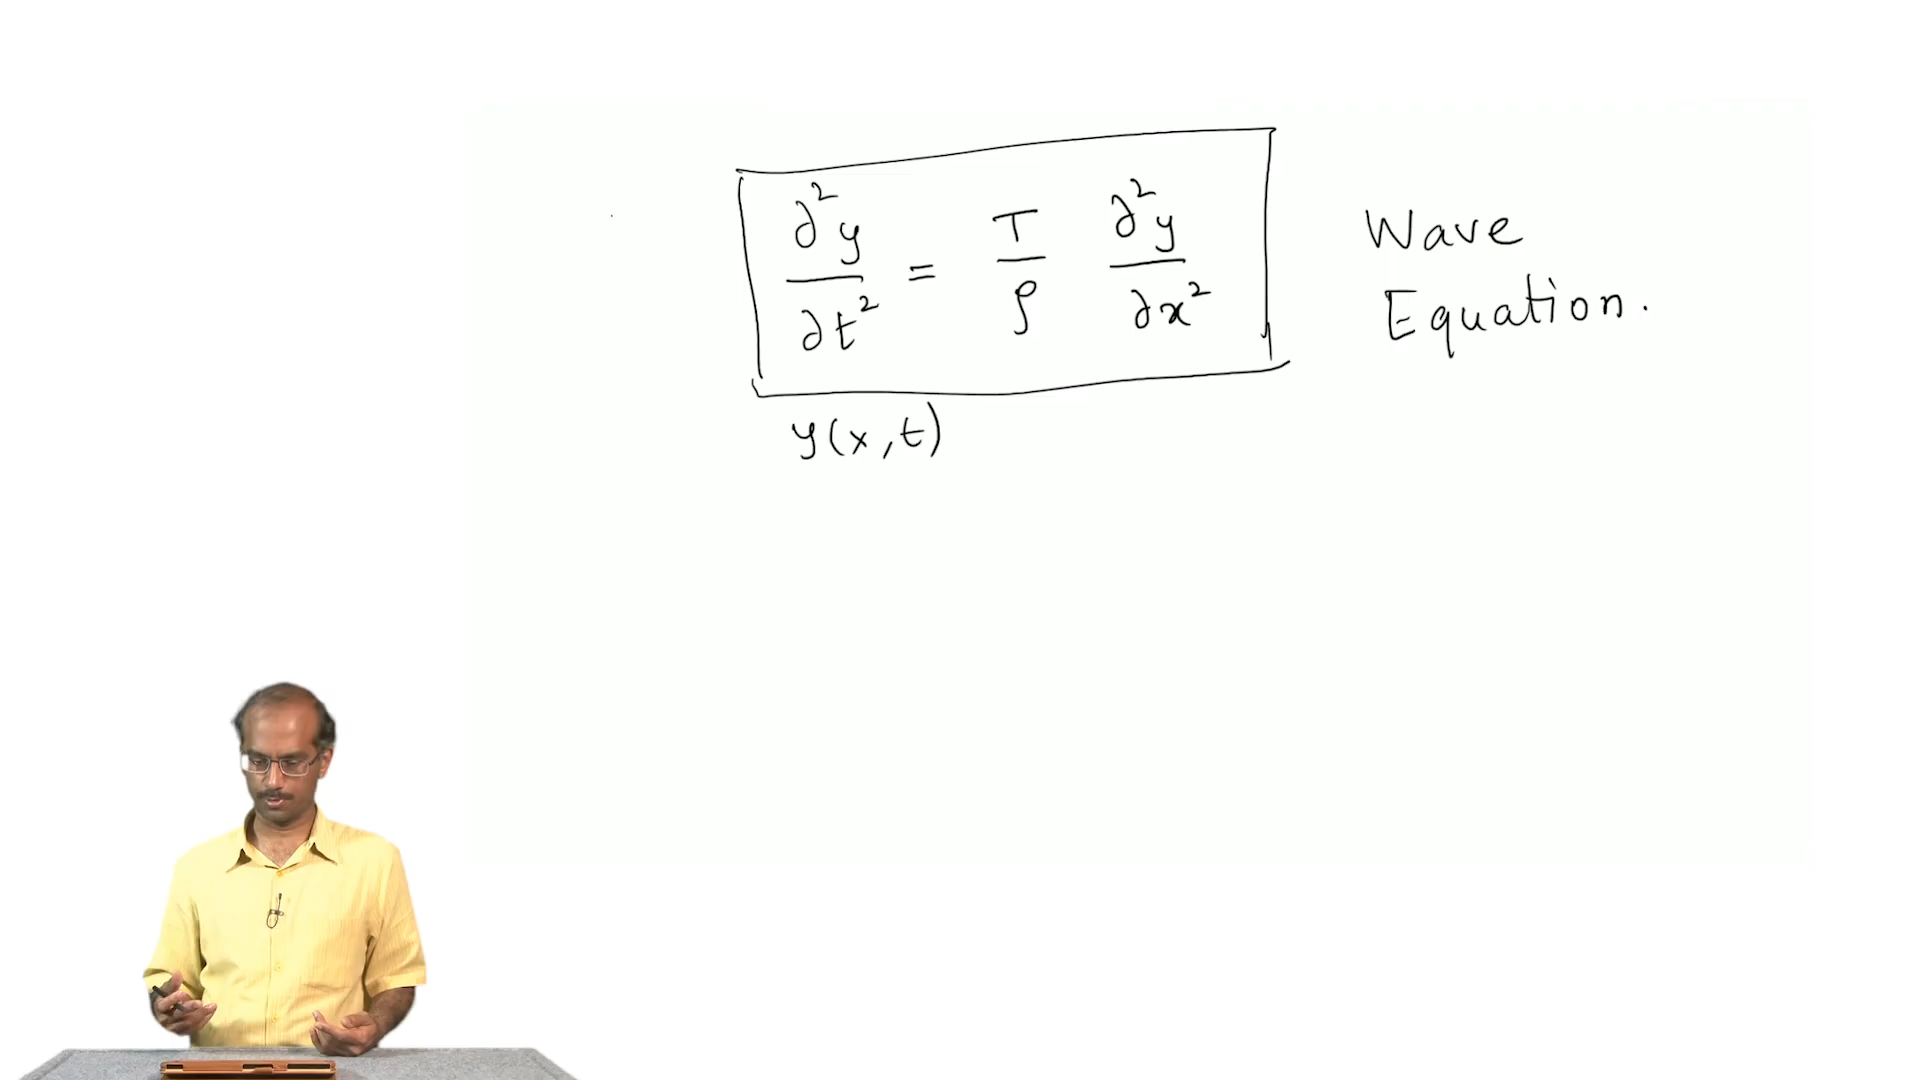 ∂²y/∂t² = T/ρ ∂²y/∂x²
Wave
Equation.
y(x,t)